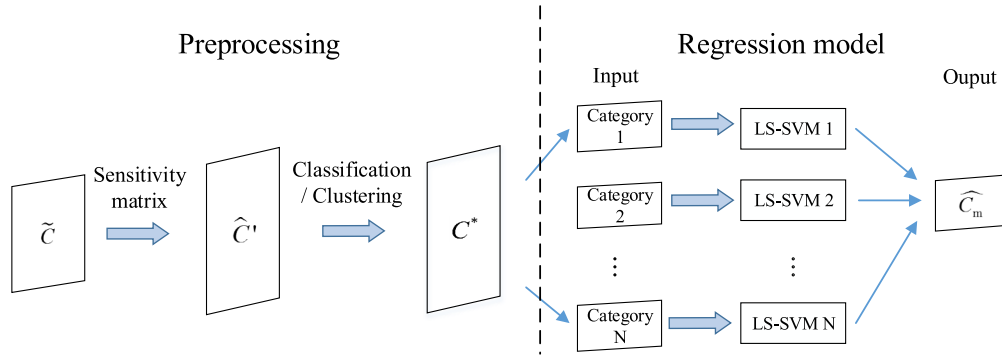 Preprocessing
Regression model
Input
Ouput
Sensitivity
matrix
Classification
/ Clustering
C̃
Ĉ'
C*
Category
1
LS-SVM 1
Category
2
LS-SVM 2
⋮
⋮
Category
N
LS-SVM N
Ĉₘ